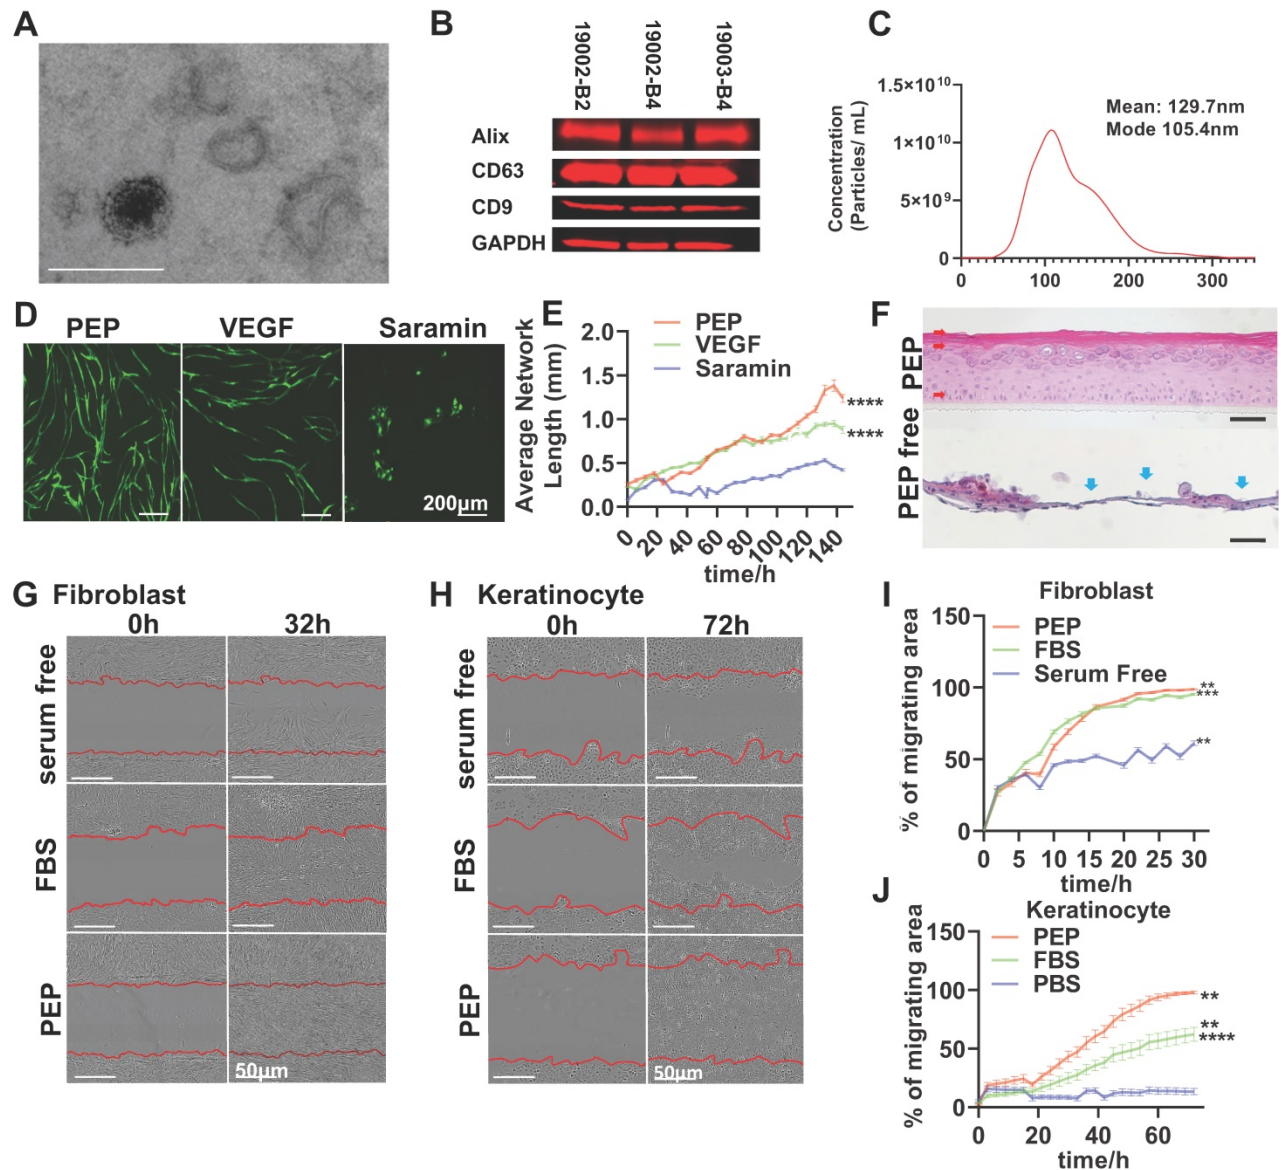 A
B
19002-B2
19002-B4
19003-B4
Alix
CD63
CD9
GAPDH
C
Concentration
(Particles/ mL)
1.5×10¹⁰
1×10¹⁰
5×10⁹
0
Mean: 129.7nm
Mode 105.4nm
0 100 200 300
D
PEP VEGF Saramin
200μm
E
Average Network
Length (mm)
2.0
1.5
1.0
0.5
0.0
PEP
VEGF
Saramin
****
****
0 20 40 60 80 100 120 140
time/h
F
PEP
PEP free
G Fibroblast
0h 32h
serum free
FBS
PEP
50μm
H Keratinocyte
0h 72h
serum free
FBS
PEP
50μm
I
Fibroblast
% of migrating area
150
100
50
0
PEP
FBS
Serum Free
**
***
**
0 5 10 15 20 25 30
time/h
J
Keratinocyte
% of migrating area
150
100
50
0
PEP
FBS
PBS
**
**
****
0 20 40 60
time/h